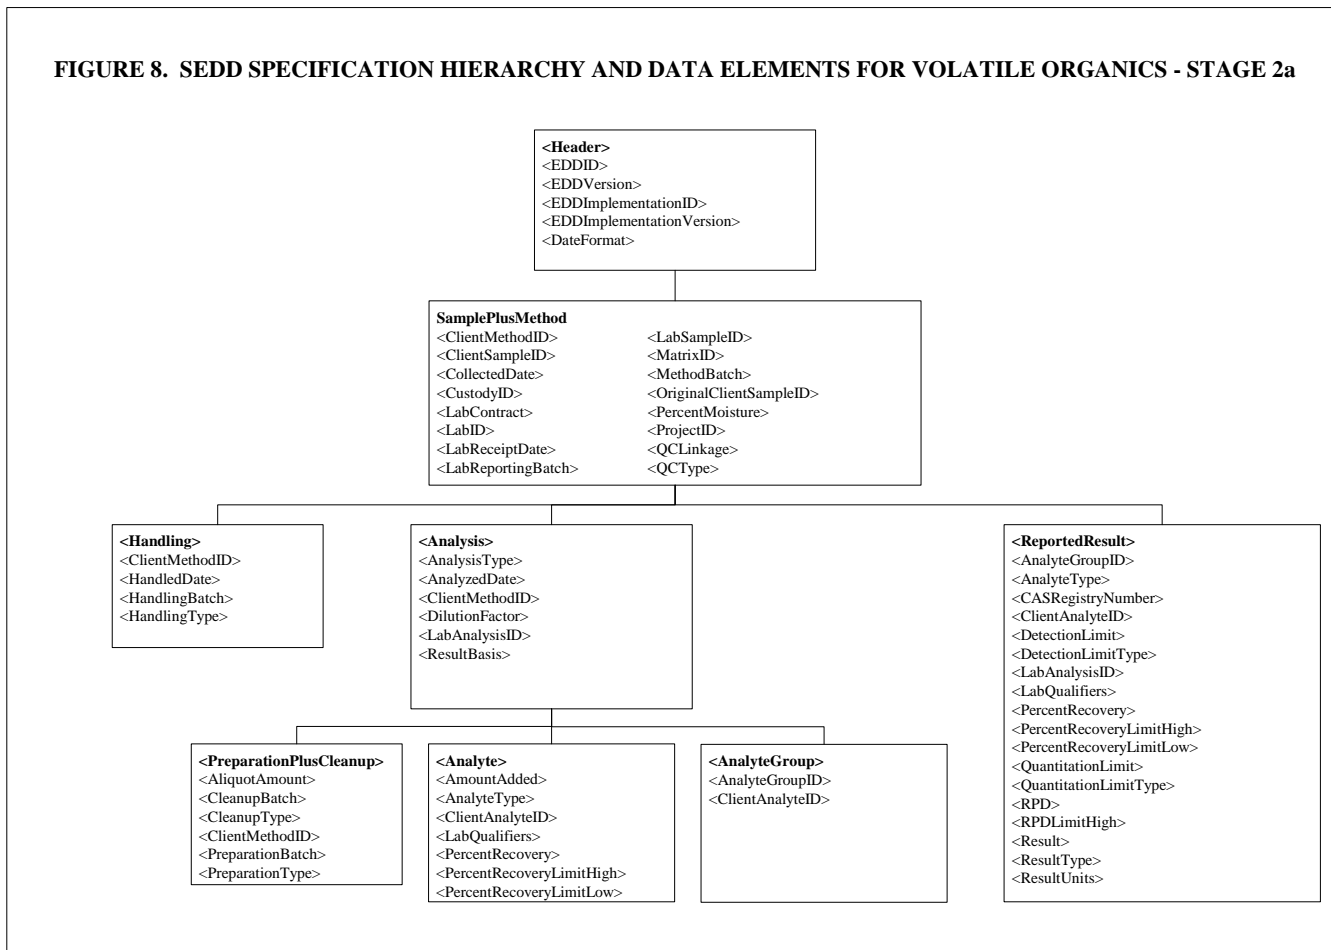 FIGURE 8. SEDD SPECIFICATION HIERARCHY AND DATA ELEMENTS FOR VOLATILE ORGANICS - STAGE 2a
<Header>
<EDDID>
<EDDVersion>
<EDDImplementationID>
<EDDImplementationVersion>
<DateFormat>
SamplePlusMethod
<ClientMethodID>
<ClientSampleID>
<CollectedDate>
<CustodyID>
<LabContract>
<LabID>
<LabReceiptDate>
<LabReportingBatch>
<LabSampleID>
<MatrixID>
<MethodBatch>
<OriginalClientSampleID>
<PercentMoisture>
<ProjectID>
<QCLinkage>
<QCType>
<Handling>
<ClientMethodID>
<HandledDate>
<HandlingBatch>
<HandlingType>
<Analysis>
<AnalysisType>
<AnalyzedDate>
<ClientMethodID>
<DilutionFactor>
<LabAnalysisID>
<ResultBasis>
<ReportedResult>
<AnalyteGroupID>
<AnalyteType>
<CASRegistryNumber>
<ClientAnalyteID>
<DetectionLimit>
<DetectionLimitType>
<LabAnalysisID>
<LabQualifiers>
<PercentRecovery>
<PercentRecoveryLimitHigh>
<PercentRecoveryLimitLow>
<QuantitationLimit>
<QuantitationLimitType>
<RPD>
<RPDLimitHigh>
<Result>
<ResultType>
<ResultUnits>
<PreparationPlusCleanup>
<AliquotAmount>
<CleanupBatch>
<CleanupType>
<ClientMethodID>
<PreparationBatch>
<PreparationType>
<Analyte>
<AmountAdded>
<AnalyteType>
<ClientAnalyteID>
<LabQualifiers>
<PercentRecovery>
<PercentRecoveryLimitHigh>
<PercentRecoveryLimitLow>
<AnalyteGroup>
<AnalyteGroupID>
<ClientAnalyteID>